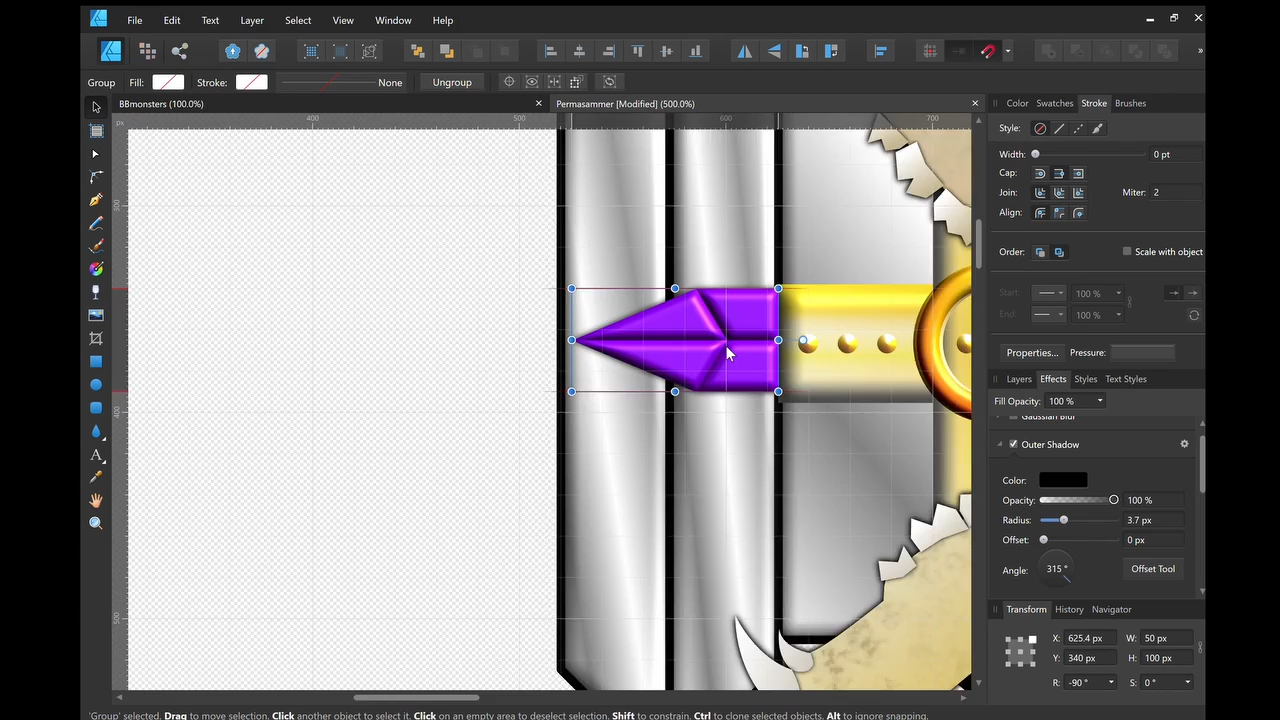 File Edit Text Layer Select View Window Help
Group Fill: Stroke: None Ungroup
BBmonsters (100.0%) Permasammer [Modified] (500.0%)
Color Swatches Stroke Brushes
px 400 500 600 700
Style:
Width: 0 pt
Cap:
Join: Miter: 2
Align:
300
Order: Scale with object
Start: 100 %
End: 100 %
Properties... Pressure:
Layers Effects Styles Text Styles
Fill Opacity: 100 %
400
Gaussian Blur
Outer Shadow
Color:
Opacity: 100 %
Radius: 3.7 px
Offset: 0 px
Angle: 315 ° Offset Tool
500
Transform History Navigator
X: 625.4 px W: 50 px
Y: 340 px H: 100 px
R: -90 ° S: 0 °
'Group' selected. Drag to move selection. Click another object to select it. Click on an empty area to deselect selection. Shift to constrain. Ctrl to clone selected objects. Alt to ignore snapping.